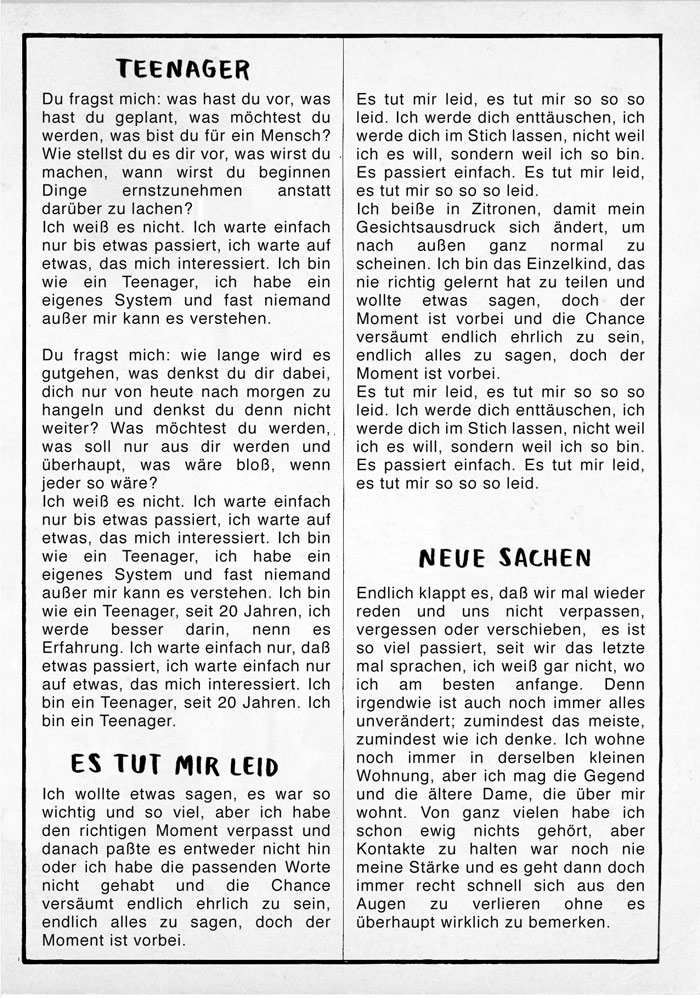 TEENAGER
Du fragst mich: was hast du vor, was
hast du geplant, was möchtest du
werden, was bist du für ein Mensch?
Wie stellst du es dir vor, was wirst du
machen, wann wirst du beginnen
Dinge ernstzunehmen anstatt
darüber zu lachen?
Ich weiß es nicht. Ich warte einfach
nur bis etwas passiert, ich warte auf
etwas, das mich interessiert. Ich bin
wie ein Teenager, ich habe ein
eigenes System und fast niemand
außer mir kann es verstehen.
Du fragst mich: wie lange wird es
gutgehen, was denkst du dir dabei,
dich nur von heute nach morgen zu
hangeln und denkst du denn nicht
weiter? Was möchtest du werden,
was soll nur aus dir werden und
überhaupt, was wäre bloß, wenn
jeder so wäre?
Ich weiß es nicht. Ich warte einfach
nur bis etwas passiert, ich warte auf
etwas, das mich interessiert. Ich bin
wie ein Teenager, ich habe ein
eigenes System und fast niemand
außer mir kann es verstehen. Ich bin
wie ein Teenager, seit 20 Jahren, ich
werde besser darin, nenn es
Erfahrung. Ich warte einfach nur, daß
etwas passiert, ich warte einfach nur
auf etwas, das mich interessiert. Ich
bin ein Teenager, seit 20 Jahren. Ich
bin ein Teenager.
ES TUT MIR LEID
Ich wollte etwas sagen, es war so
wichtig und so viel, aber ich habe
den richtigen Moment verpasst und
danach paßte es entweder nicht hin
oder ich habe die passenden Worte
nicht gehabt und die Chance
versäumt endlich ehrlich zu sein,
endlich alles zu sagen, doch der
Moment ist vorbei.
Es tut mir leid, es tut mir so so so
leid. Ich werde dich enttäuschen, ich
werde dich im Stich lassen, nicht weil
ich es will, sondern weil ich so bin.
Es passiert einfach. Es tut mir leid,
es tut mir so so so leid.
Ich beiße in Zitronen, damit mein
Gesichtsausdruck sich ändert, um
nach außen ganz normal zu
scheinen. Ich bin das Einzelkind, das
nie richtig gelernt hat zu teilen und
wollte etwas sagen, doch der
Moment ist vorbei und die Chance
versäumt endlich ehrlich zu sein,
endlich alles zu sagen, doch der
Moment ist vorbei.
Es tut mir leid, es tut mir so so so
leid. Ich werde dich enttäuschen, ich
werde dich im Stich lassen, nicht weil
ich es will, sondern weil ich so bin.
Es passiert einfach. Es tut mir leid,
es tut mir so so so leid.
NEUE SACHEN
Endlich klappt es, daß wir mal wieder
reden und uns nicht verpassen,
vergessen oder verschieben, es ist
so viel passiert, seit wir das letzte
mal sprachen, ich weiß gar nicht, wo
ich am besten anfange. Denn
irgendwie ist auch noch immer alles
unverändert; zumindest das meiste,
zumindest wie ich denke. Ich wohne
noch immer in derselben kleinen
Wohnung, aber ich mag die Gegend
und die ältere Dame, die über mir
wohnt. Von ganz vielen habe ich
schon ewig nichts gehört, aber
Kontakte zu halten war noch nie
meine Stärke und es geht dann doch
immer recht schnell sich aus den
Augen zu verlieren ohne es
überhaupt wirklich zu bemerken.